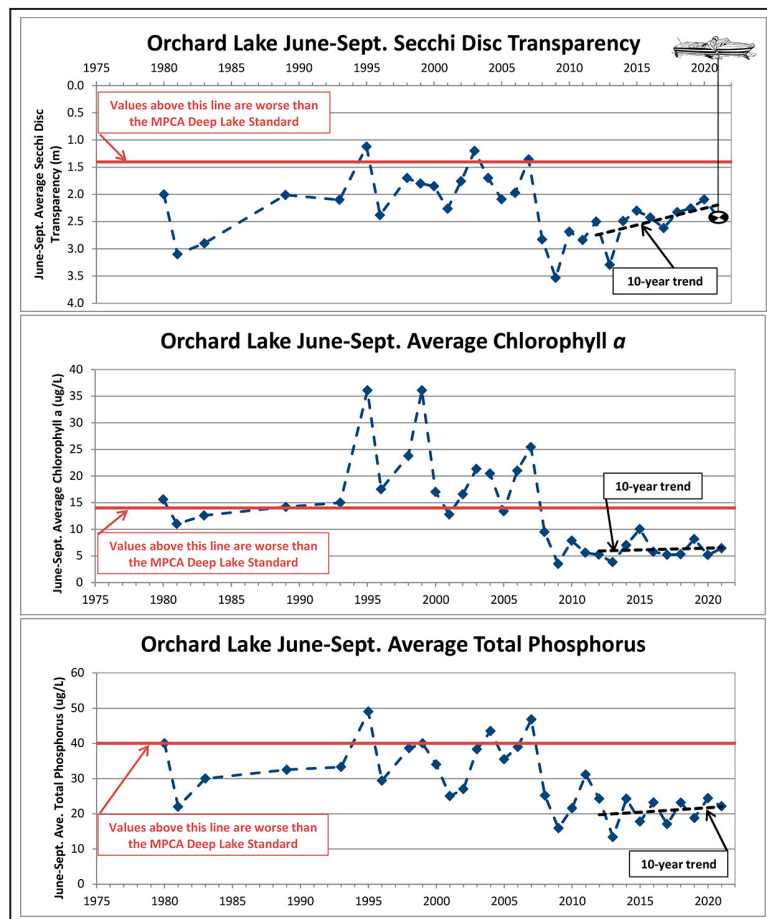 Orchard Lake June-Sept. Secchi Disc Transparency
1975 1980 1985 1990 1995 2000 2005 2010 2015 2020
June-Sept. Average Secchi Disc
Transparency (m)
0.0
0.5
1.0
1.5
2.0
2.5
3.0
3.5
4.0
Values above this line are worse than
the MPCA Deep Lake Standard
10-year trend
Orchard Lake June-Sept. Average Chlorophyll a
June-Sept. Average Chlorophyll a (ug/L)
40
35
30
25
20
15
10
5
0
10-year trend
Values above this line are worse than
the MPCA Deep Lake Standard
1975 1980 1985 1990 1995 2000 2005 2010 2015 2020
Orchard Lake June-Sept. Average Total Phosphorus
June-Sept. Ave. Total Phosphorus (ug/L)
60
50
40
30
20
10
0
Values above this line are worse than
the MPCA Deep Lake Standard
10-year trend
1975 1980 1985 1990 1995 2000 2005 2010 2015 2020